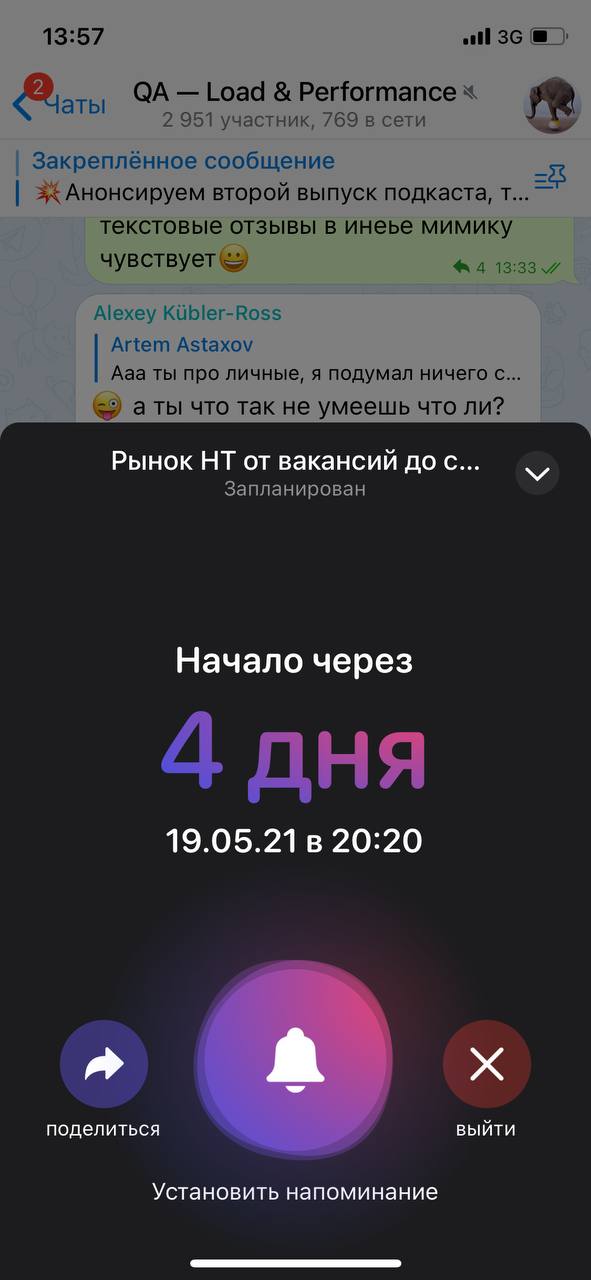 13:57
3G
2
Чаты
QA — Load & Performance
2 951 участник, 769 в сети
Закреплённое сообщение
💥Анонсируем второй выпуск подкаста, т...
текстовые отзывы в инеье мимику
чувствует😀
4 13:33
Alexey Kübler-Ross
Artem Astaxov
Ааа ты про личные, я подумал ничего с...
😜 а ты что так не умеешь что ли?
Рынок НТ от вакансий до с...
Запланирован
Начало через
4 дня
19.05.21 в 20:20
поделиться
выйти
Установить напоминание